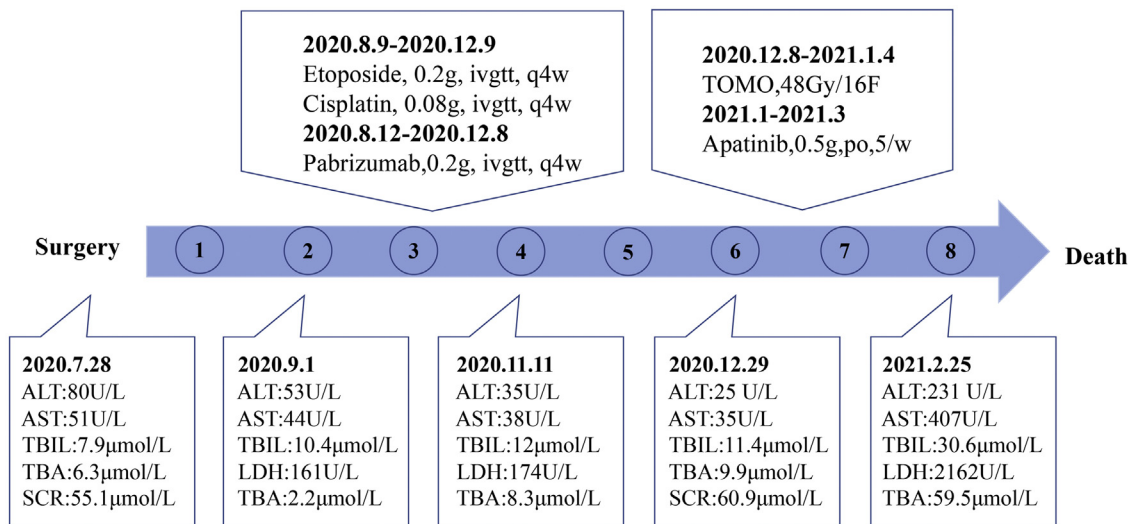 2020.8.9-2020.12.9
Etoposide, 0.2g, ivgtt, q4w
Cisplatin, 0.08g, ivgtt, q4w
2020.8.12-2020.12.8
Pabrizumab,0.2g, ivgtt, q4w
2020.12.8-2021.1.4
TOMO,48Gy/16F
2021.1-2021.3
Apatinib,0.5g,po,5/w
Surgery
1
2
3
4
5
6
7
8
Death
2020.7.28
ALT:80U/L
AST:51U/L
TBIL:7.9μmol/L
TBA:6.3μmol/L
SCR:55.1μmol/L
2020.9.1
ALT:53U/L
AST:44U/L
TBIL:10.4μmol/L
LDH:161U/L
TBA:2.2μmol/L
2020.11.11
ALT:35U/L
AST:38U/L
TBIL:12μmol/L
LDH:174U/L
TBA:8.3μmol/L
2020.12.29
ALT:25 U/L
AST:35U/L
TBIL:11.4μmol/L
TBA:9.9μmol/L
SCR:60.9μmol/L
2021.2.25
ALT:231 U/L
AST:407U/L
TBIL:30.6μmol/L
LDH:2162U/L
TBA:59.5μmol/L